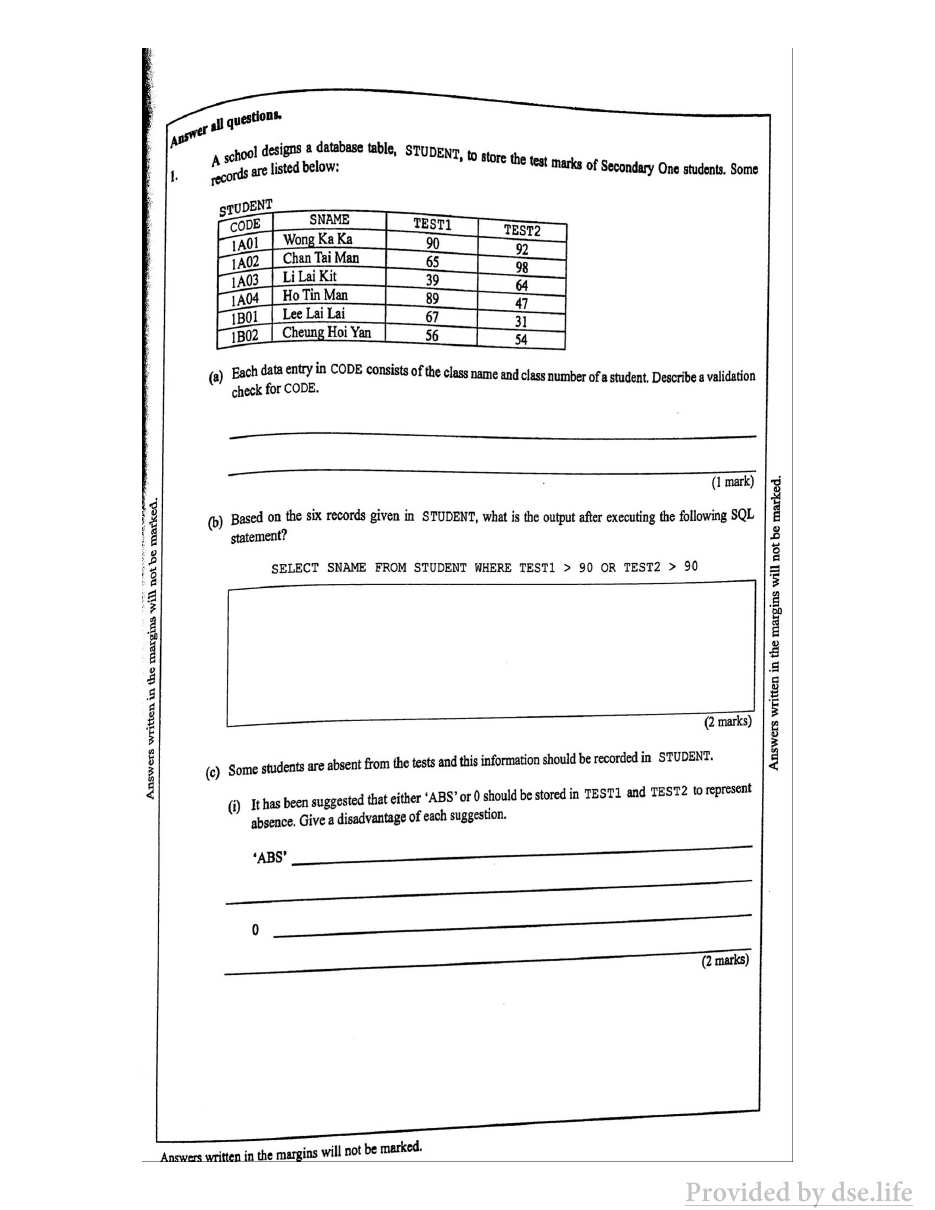 Answer all questions.
1. A school designs a database table, STUDENT, to store the test marks of Secondary One students. Some
records are listed below:
STUDENT
CODE SNAME TEST1 TEST2
1A01 Wong Ka Ka 90 92
1A02 Chan Tai Man 65 98
1A03 Li Lai Kit 39 64
1A04 Ho Tin Man 89 47
1B01 Lee Lai Lai 67 31
1B02 Cheung Hoi Yan 56 54
(a) Each data entry in CODE consists of the class name and class number of a student. Describe a validation
check for CODE.
(1 mark)
(b) Based on the six records given in STUDENT, what is the output after executing the following SQL
statement?
SELECT SNAME FROM STUDENT WHERE TEST1 > 90 OR TEST2 > 90
(2 marks)
(c) Some students are absent from the tests and this information should be recorded in STUDENT.
(i) It has been suggested that either ‘ABS’ or 0 should be stored in TEST1 and TEST2 to represent
absence. Give a disadvantage of each suggestion.
‘ABS’
0
(2 marks)
Answers written in the margins will not be marked.
Answers written in the margins will not be marked.
Answers written in the margins will not be marked.
Provided by dse.life